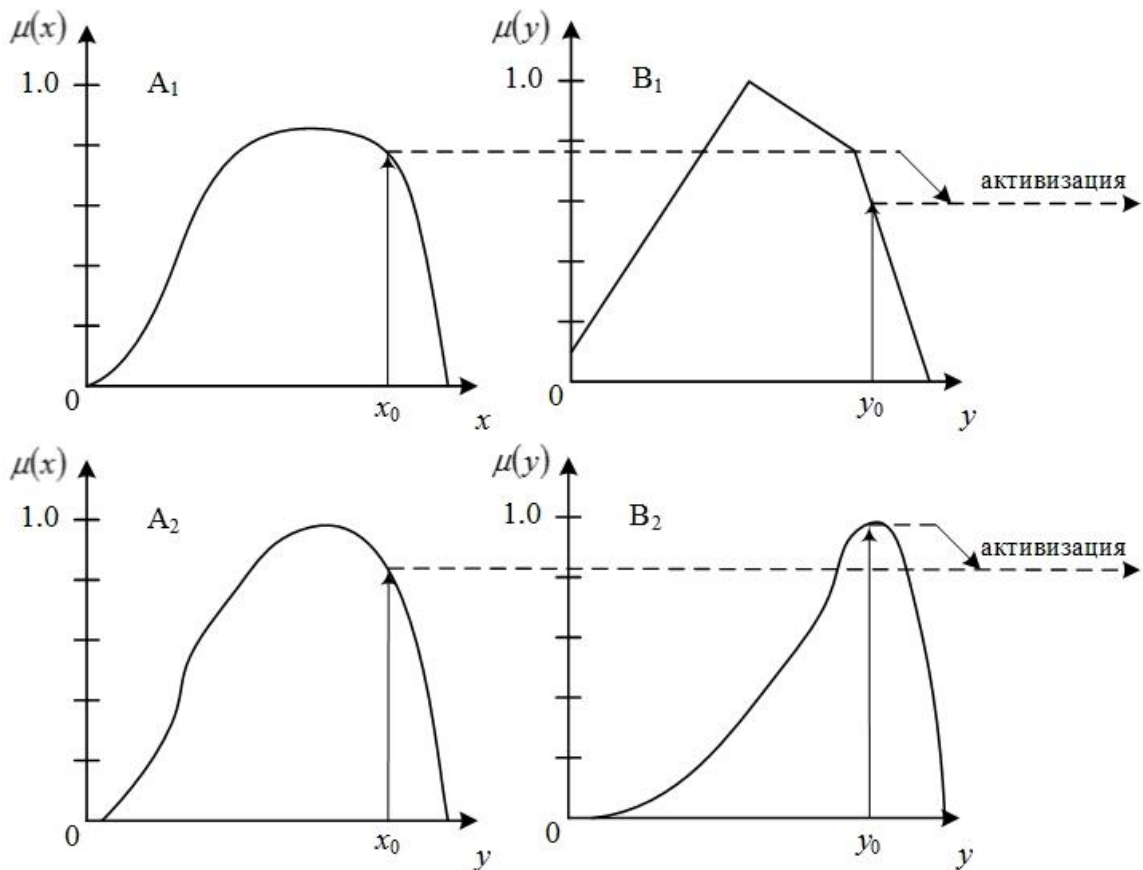 μ(x)
1.0
A₁
0
x₀
x
μ(y)
1.0
B₁
активизация
0
y₀
y
μ(x)
1.0
A₂
0
x₀
y
μ(y)
1.0
B₂
активизация
0
y₀
y